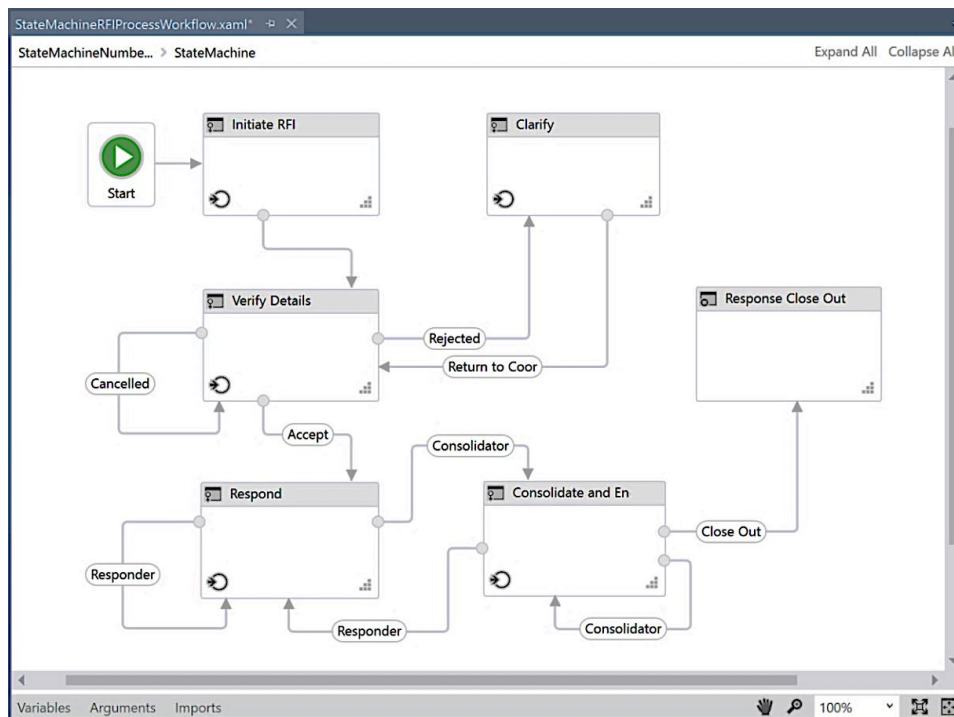 StateMachineRFIProcessWorkflow.xaml*
StateMachineNumbe... > StateMachine
Expand All Collapse Al
Initiate RFI
Clarify
Start
Verify Details
Response Close Out
Rejected
Return to Coor
Cancelled
Accept
Consolidator
Respond
Consolidate and En
Close Out
Responder
Responder
Consolidator
Variables Arguments Imports
100%